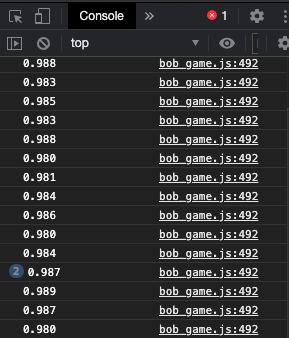 Console » 1
top
0.988 bob_game.js:492
0.983 bob_game.js:492
0.985 bob_game.js:492
0.983 bob_game.js:492
0.988 bob_game.js:492
0.980 bob_game.js:492
0.981 bob_game.js:492
0.984 bob_game.js:492
0.986 bob_game.js:492
0.980 bob_game.js:492
0.984 bob_game.js:492
2 0.987 bob_game.js:492
0.989 bob_game.js:492
0.987 bob_game.js:492
0.980 bob_game.js:492